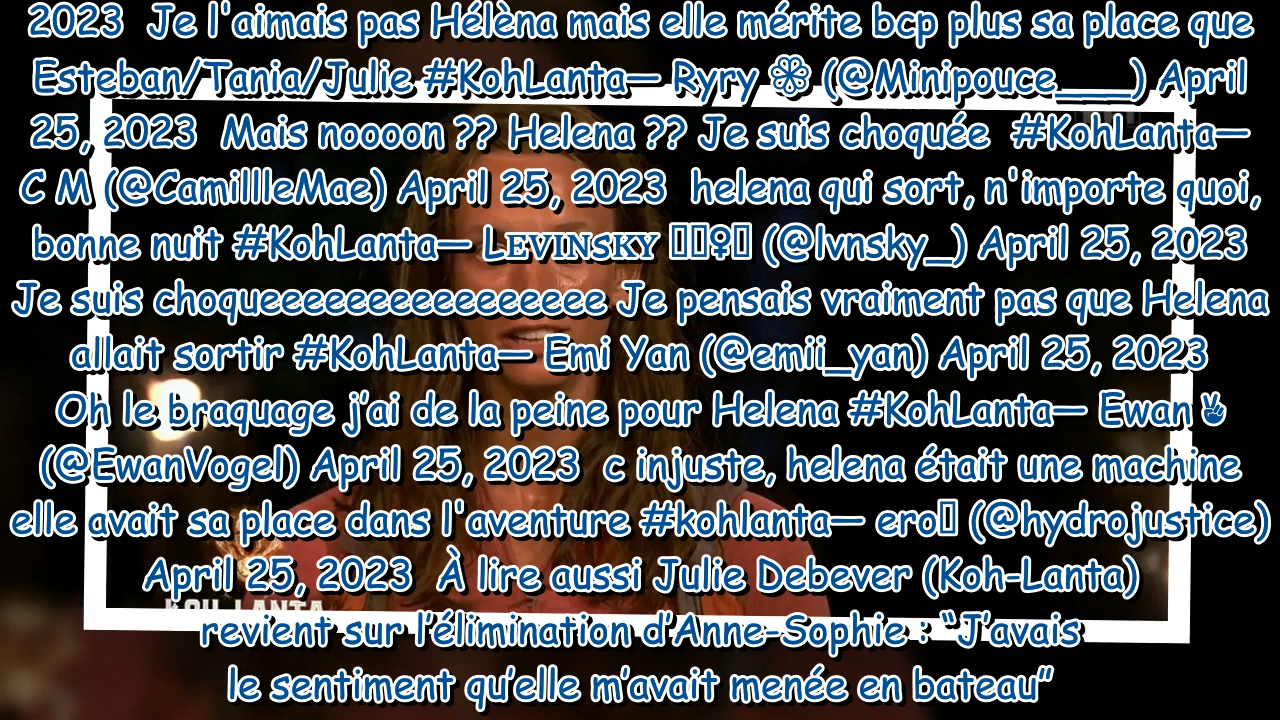 2023 Je l'aimais pas Hélèna mais elle mérite bcp plus sa place que
Esteban/Tania/Julie #KohLanta— Ryry 🏵 (@Minipouce___) April
25, 2023 Mais noooon ?? Helena ?? Je suis choquée #KohLanta—
C M (@CamillleMae) April 25, 2023 helena qui sort, n'importe quoi,
bonne nuit #KohLanta— Lᴇᴠɪɴsᴋʏ ▯▯♀▯ (@lvnsky_) April 25, 2023
Je suis choqueeeeeeeeeeeeeeee Je pensais vraiment pas que Helena
allait sortir #KohLanta— Emi Yan (@emii_yan) April 25, 2023
Oh le braquage j’ai de la peine pour Helena #KohLanta— Ewan ✌
(@EwanVogel) April 25, 2023 c injuste, helena était une machine
elle avait sa place dans l'aventure #kohlanta— ero▯ (@hydrojustice)
April 25, 2023 À lire aussi Julie Debever (Koh-Lanta)
revient sur l’élimination d’Anne-Sophie : “J’avais
le sentiment qu’elle m’avait menée en bateau”
KOH-LANTA